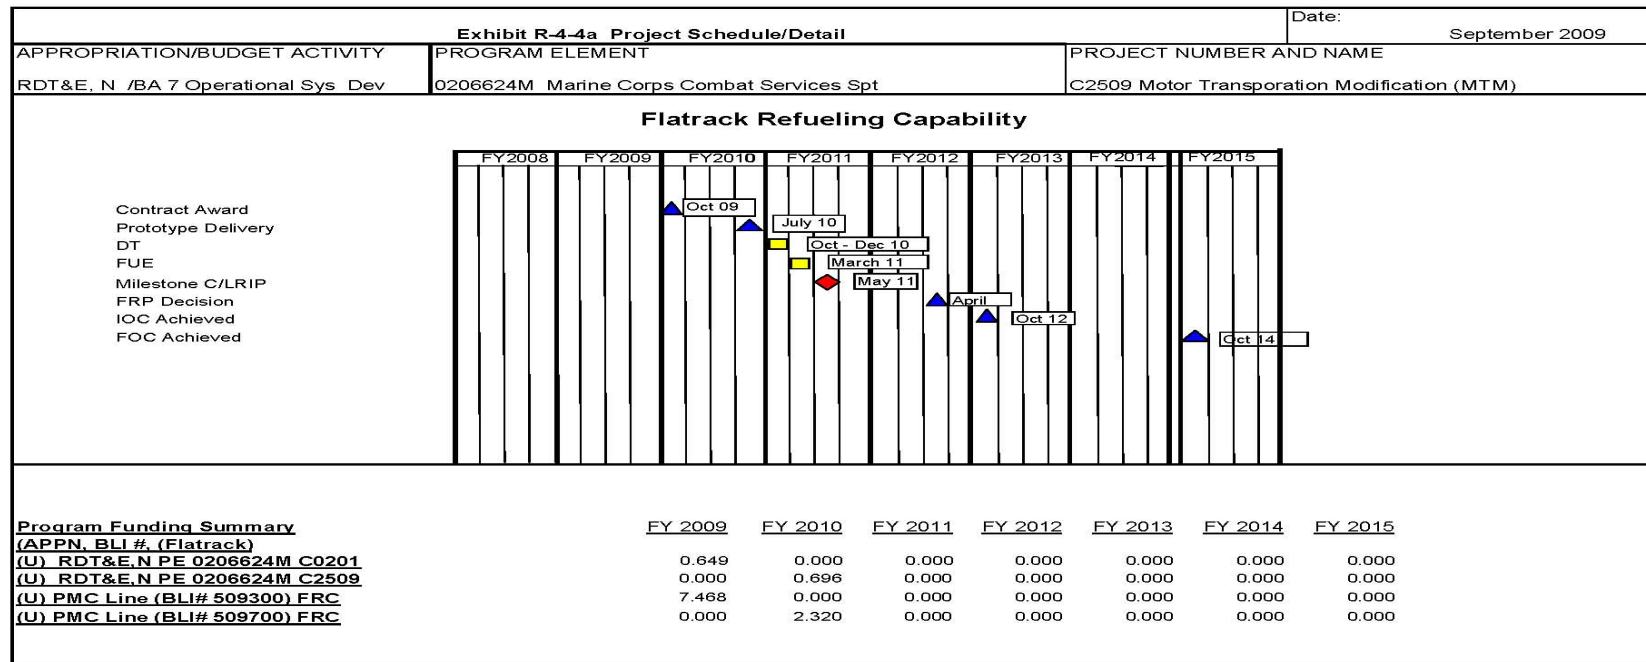 Exhibit R-4-4a Project Schedule/Detail
Date:
September 2009
APPROPRIATION/BUDGET ACTIVITY PROGRAM ELEMENT PROJECT NUMBER AND NAME
RDT&E, N /BA 7 Operational Sys Dev 0206624M Marine Corps Combat Services Spt C2509 Motor Transporation Modification (MTM)
Flatrack Refueling Capability
FY2008 FY2009 FY2010 FY2011 FY2012 FY2013 FY2014 FY2015
Contract Award Oct 09
Prototype Delivery July 10
DT Oct - Dec 10
FUE March 11
Milestone C/LRIP May 11
FRP Decision April
IOC Achieved Oct 12
FOC Achieved Oct 14
Program Funding Summary FY 2009 FY 2010 FY 2011 FY 2012 FY 2013 FY 2014 FY 2015
(APPN, BLI #, (Flatrack)
(U) RDT&E,N PE 0206624M C0201 0.649 0.000 0.000 0.000 0.000 0.000 0.000
(U) RDT&E,N PE 0206624M C2509 0.000 0.696 0.000 0.000 0.000 0.000 0.000
(U) PMC Line (BLI# 509300) FRC 7.468 0.000 0.000 0.000 0.000 0.000 0.000
(U) PMC Line (BLI# 509700) FRC 0.000 2.320 0.000 0.000 0.000 0.000 0.000